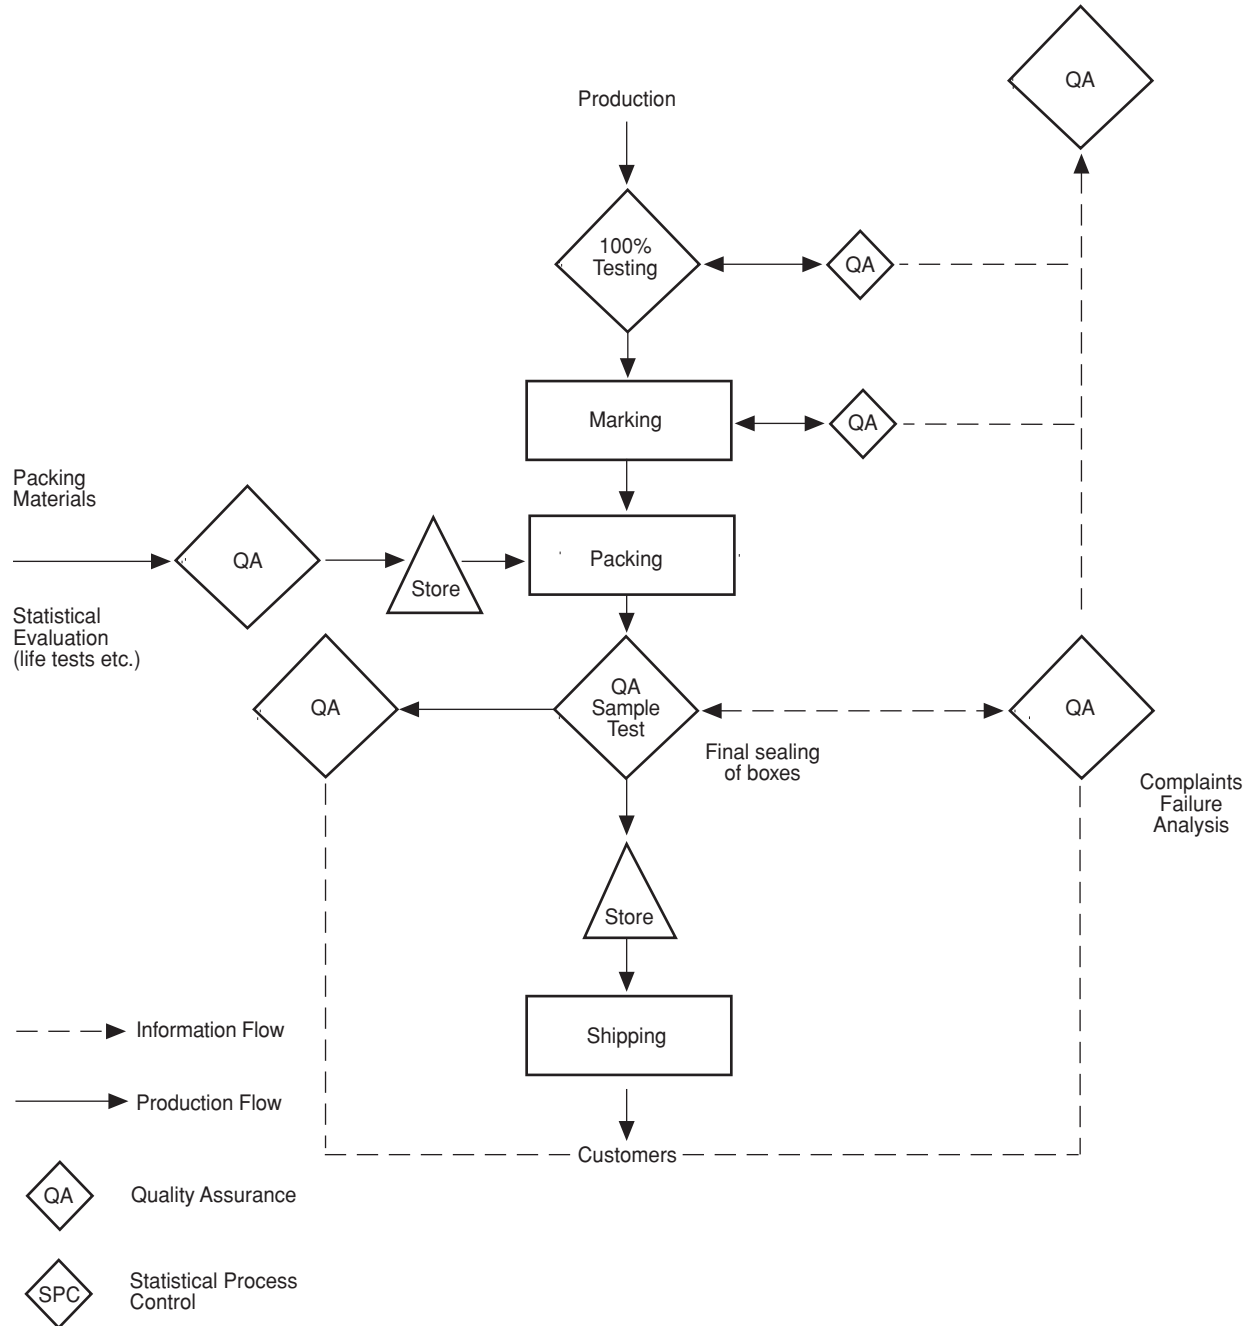 QA
Production
100%
Testing
QA
Marking
QA
Packing
Materials
QA
Store
Packing
Statistical
Evaluation
(life tests etc.)
QA
QA
Sample
Test
QA
Final sealing
of boxes
Complaints
Failure
Analysis
Store
Shipping
Information Flow
Production Flow
Customers
QA
Quality Assurance
SPC
Statistical Process
Control